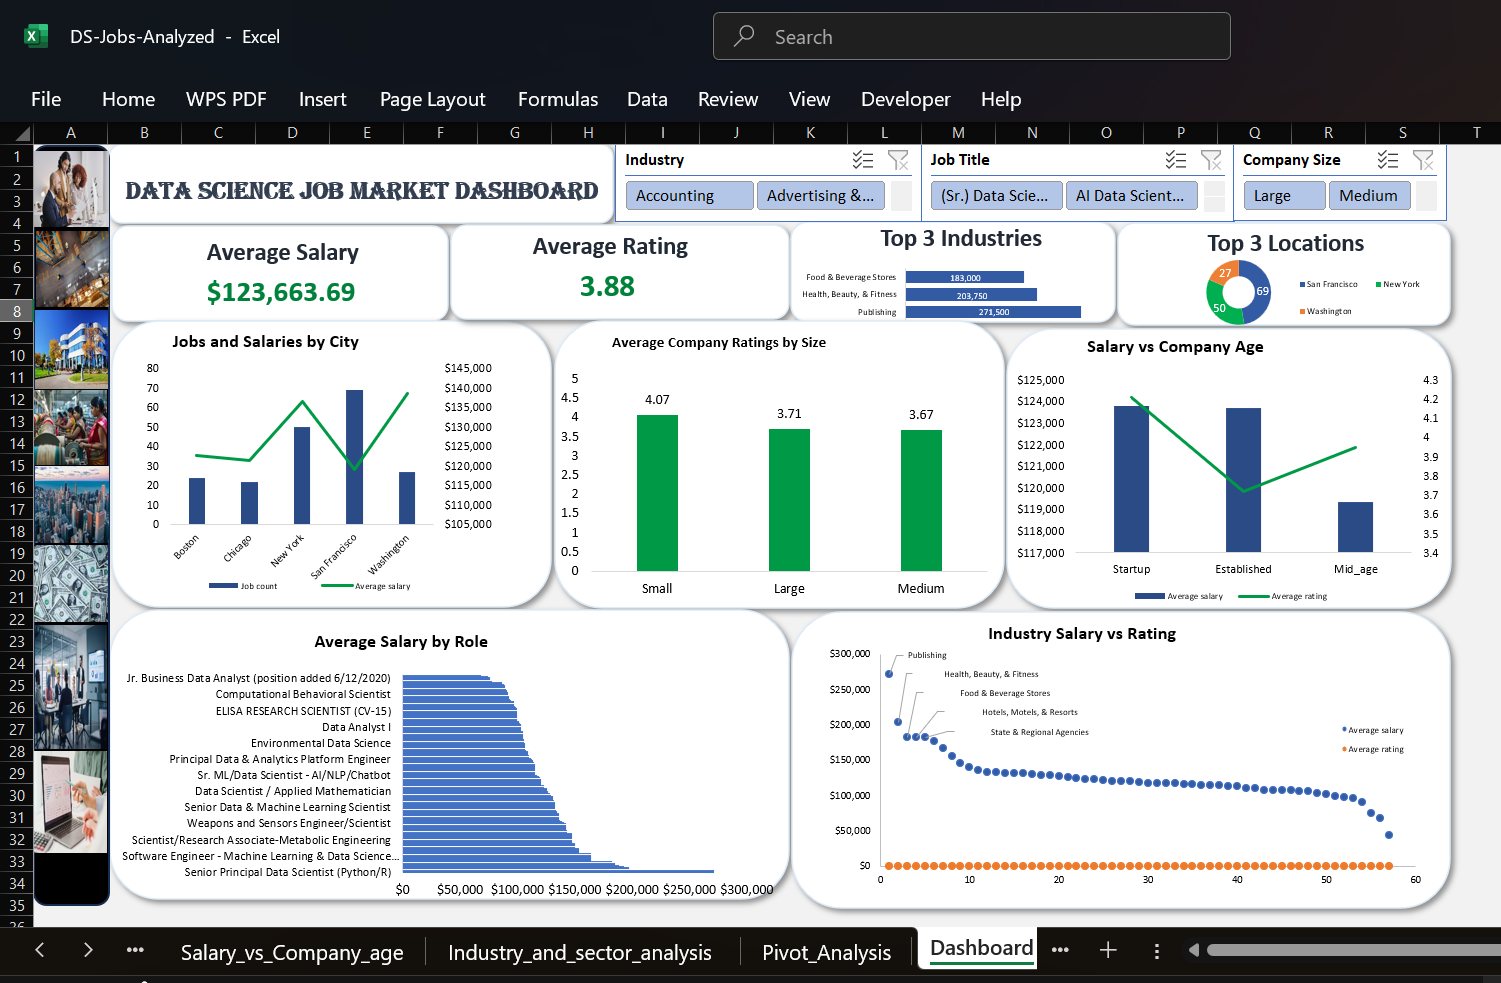 DS-Jobs-Analyzed - Excel
Search
File Home WPS PDF Insert Page Layout Formulas Data Review View Developer Help
A B C D E F G H I J K L M N O P Q R S T
1
2
3
4
5
6
7
8
9
10
11
12
13
14
15
16
17
18
19
20
21
22
23
24
25
26
27
28
29
30
31
32
33
34
35
36
DATA SCIENCE JOB MARKET DASHBOARD
Industry
Accounting Advertising &...
Job Title
(Sr.) Data Scie... AI Data Scient...
Company Size
Large Medium
Average Salary
$123,663.69
Average Rating
3.88
Top 3 Industries
Food & Beverage Stores 183,000
Health, Beauty, & Fitness 203,750
Publishing 271,500
Top 3 Locations
27
69
50
San Francisco New York
Washington
Jobs and Salaries by City
80 $145,000
70 $140,000
60 $135,000
50 $130,000
40 $125,000
30 $120,000
20 $115,000
10 $110,000
0 $105,000
Boston Chicago New York San Francisco Washington
Job count Average salary
Average Company Ratings by Size
5
4.5
4
3.5
3
2.5
2
1.5
1
0.5
0
4.07
3.71
3.67
Small Large Medium
Salary vs Company Age
$125,000
$124,000
$123,000
$122,000
$121,000
$120,000
$119,000
$118,000
$117,000
4.3
4.2
4.1
4
3.9
3.8
3.7
3.6
3.5
3.4
Startup Established Mid_age
Average salary Average rating
Average Salary by Role
Jr. Business Data Analyst (position added 6/12/2020)
Computational Behavioral Scientist
ELISA RESEARCH SCIENTIST (CV-15)
Data Analyst I
Environmental Data Science
Principal Data & Analytics Platform Engineer
Sr. ML/Data Scientist - AI/NLP/Chatbot
Data Scientist / Applied Mathematician
Senior Data & Machine Learning Scientist
Weapons and Sensors Engineer/Scientist
Scientist/Research Associate-Metabolic Engineering
Software Engineer - Machine Learning & Data Science...
Senior Principal Data Scientist (Python/R)
$0 $50,000 $100,000 $150,000 $200,000 $250,000 $300,000
Industry Salary vs Rating
$300,000
$250,000
$200,000
$150,000
$100,000
$50,000
$0
Publishing
Health, Beauty, & Fitness
Food & Beverage Stores
Hotels, Motels, & Resorts
State & Regional Agencies
Average salary
Average rating
0 10 20 30 40 50 60
Salary_vs_Company_age Industry_and_sector_analysis Pivot_Analysis Dashboard